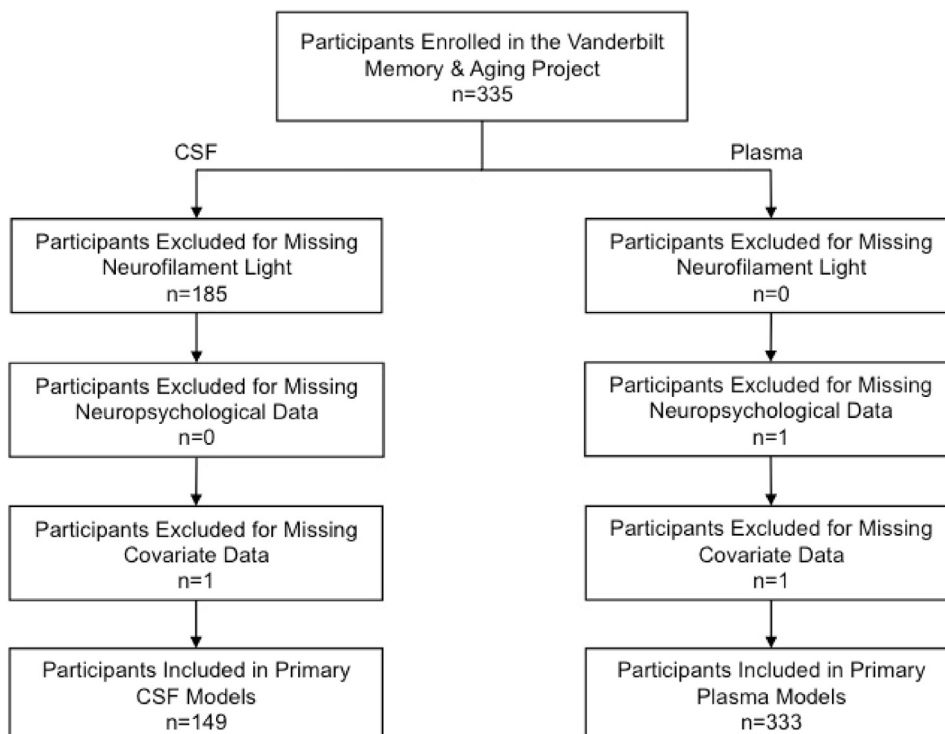 Participants Enrolled in the Vanderbilt
Memory & Aging Project
n=335
CSF
Plasma
Participants Excluded for Missing
Neurofilament Light
n=185
Participants Excluded for Missing
Neurofilament Light
n=0
Participants Excluded for Missing
Neuropsychological Data
n=0
Participants Excluded for Missing
Neuropsychological Data
n=1
Participants Excluded for Missing
Covariate Data
n=1
Participants Excluded for Missing
Covariate Data
n=1
Participants Included in Primary
CSF Models
n=149
Participants Included in Primary
Plasma Models
n=333